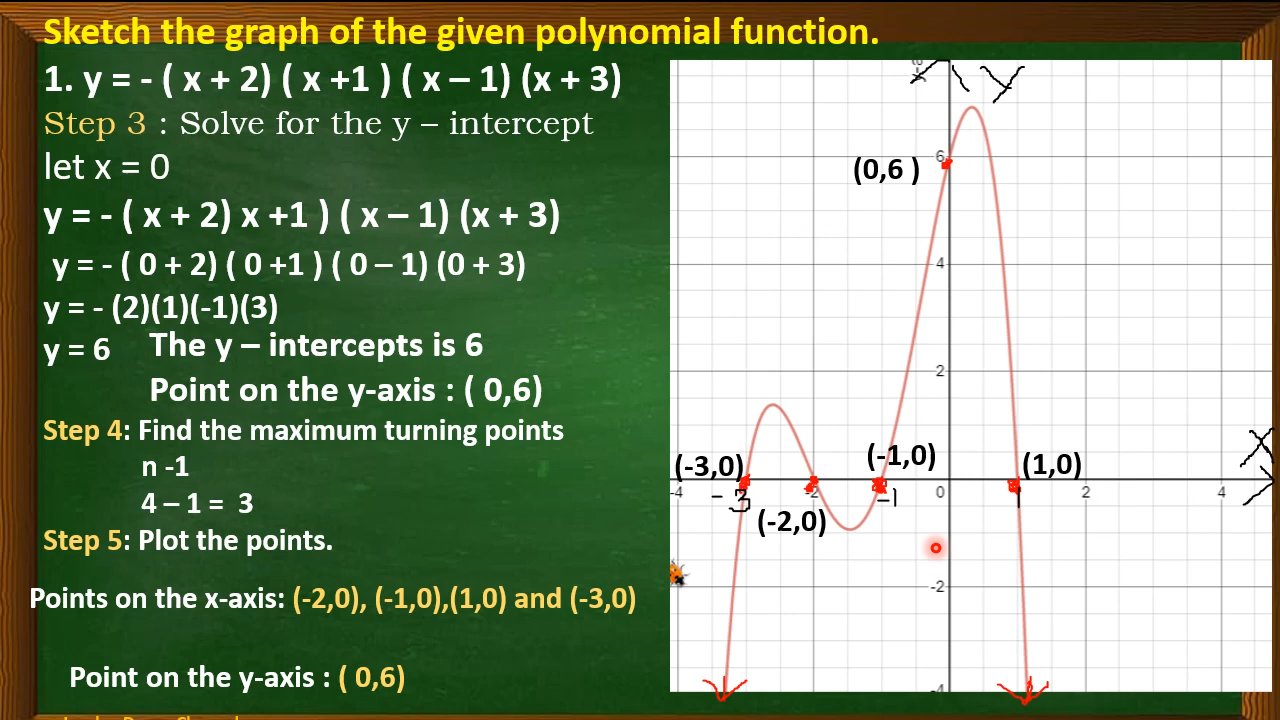 Sketch the graph of the given polynomial function.
1. y = - ( x + 2) ( x +1 ) ( x – 1) (x + 3)
Step 3 : Solve for the y – intercept
let x = 0
y = - ( x + 2) x +1 ) ( x – 1) (x + 3)
y = - ( 0 + 2) ( 0 +1 ) ( 0 – 1) (0 + 3)
y = - (2)(1)(-1)(3)
y = 6
The y – intercepts is 6
Point on the y-axis : ( 0,6)
Step 4: Find the maximum turning points
n -1
4 – 1 = 3
Step 5: Plot the points.
Points on the x-axis: (-2,0), (-1,0),(1,0) and (-3,0)
Point on the y-axis : ( 0,6)
Y
6
(0,6 )
4
2
X
(-3,0)
(-1,0)
(1,0)
-4
-3
-2
-1
0
1
2
4
(-2,0)
-2
-4